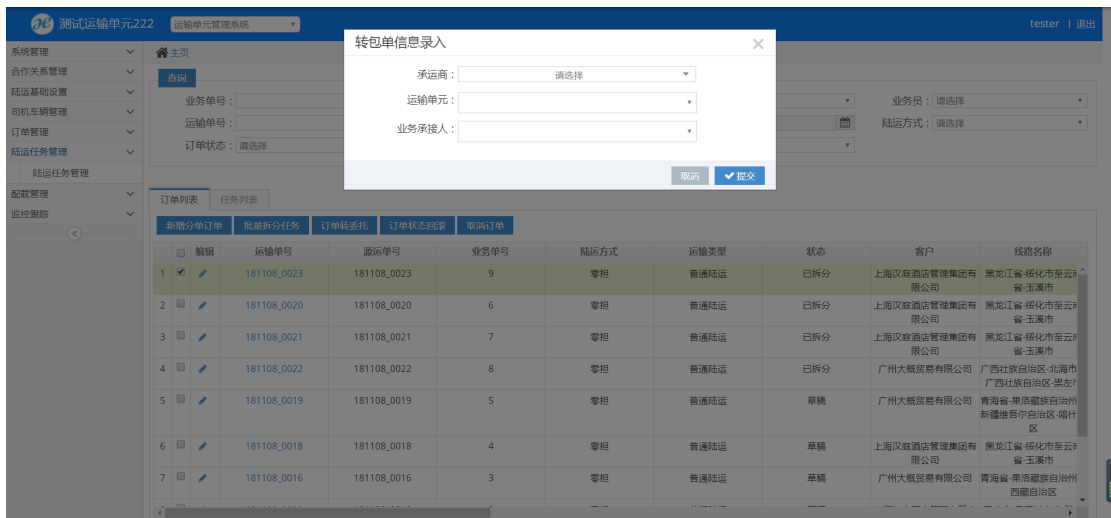 测试运输单元222 运输单元管理系统 tester | 退出
转包单信息录入
承运商： 请选择
运输单元：
业务承接人：
取消 提交
系统管理
合作关系管理
陆运基础设置
司机车辆管理
订单管理
陆运任务管理
陆运任务管理
配载管理
监控跟踪
主页
查询
业务单号： 业务员： 请选择
运输单号： 陆运方式： 请选择
订单状态： 请选择
订单列表 任务列表
新增分单订单 批量拆分任务 订单转委托 订单状态回滚 取消订单
编辑 运输单号 源运单号 业务单号 陆运方式 运输类型 状态 客户 线路名称
1 181108_0023 181108_0023 9 零担 普通陆运 已拆分 上海汉庭酒店管理集团有限公司 黑龙江省-绥化市至云南省-玉溪市
2 181108_0020 181108_0020 6 零担 普通陆运 已拆分 上海汉庭酒店管理集团有限公司 黑龙江省-绥化市至云南省-玉溪市
3 181108_0021 181108_0021 7 零担 普通陆运 已拆分 上海汉庭酒店管理集团有限公司 黑龙江省-绥化市至云南省-玉溪市
4 181108_0022 181108_0022 8 零担 普通陆运 已拆分 广州大概贸易有限公司 广西壮族自治区-北海市 广西壮族自治区-崇左
5 181108_0019 181108_0019 5 零担 普通陆运 草稿 广州大概贸易有限公司 青海省-果洛藏族自治州 新疆维吾尔自治区-喀什 区
6 181108_0018 181108_0018 4 零担 普通陆运 草稿 上海汉庭酒店管理集团有限公司 黑龙江省-绥化市至云南省-玉溪市
7 181108_0016 181108_0016 3 零担 普通陆运 草稿 广州大概贸易有限公司 青海省-果洛藏族自治州 西藏自治区